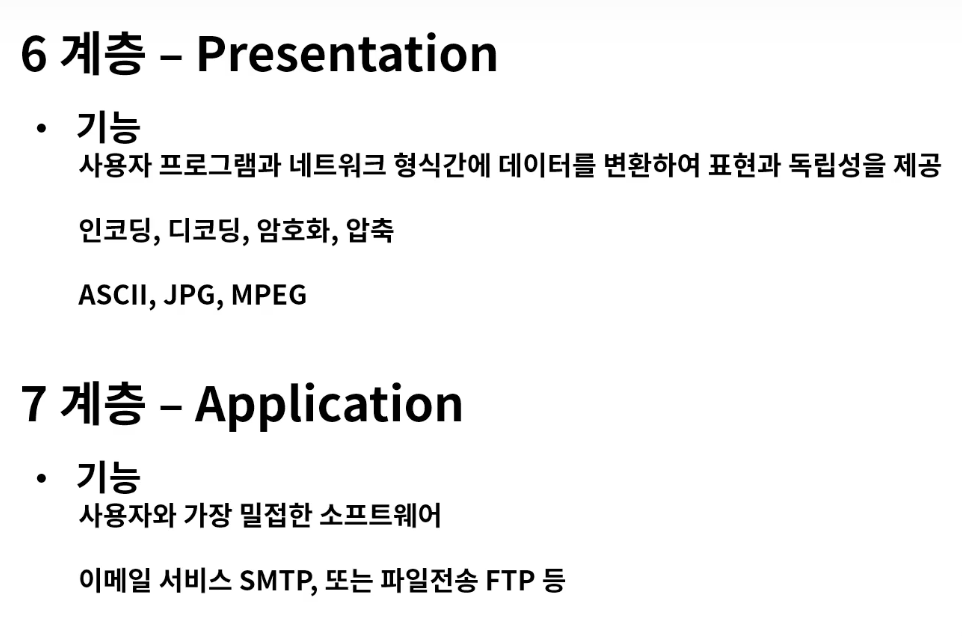 6 계층 – Presentation
• 기능
사용자 프로그램과 네트워크 형식간에 데이터를 변환하여 표현과 독립성을 제공
인코딩, 디코딩, 암호화, 압축
ASCII, JPG, MPEG
7 계층 – Application
• 기능
사용자와 가장 밀접한 소프트웨어
이메일 서비스 SMTP, 또는 파일전송 FTP 등